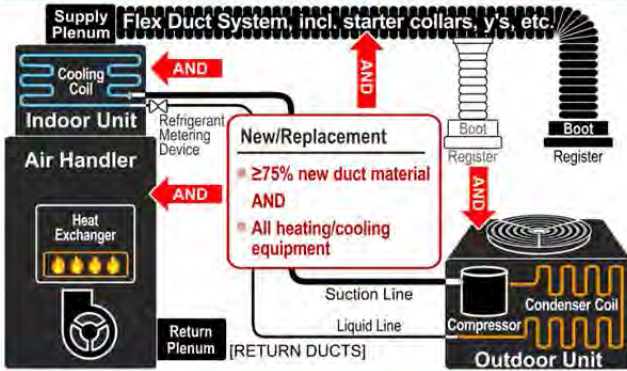 Supply
Plenum
Flex Duct System, incl. starter collars, y's, etc.
Cooling
Coil
AND
AND
Indoor Unit
Refrigerant
Metering
Device
Boot
Register
Boot
Register
Air Handler
New/Replacement
≥75% new duct material
AND
All heating/cooling
equipment
AND
AND
Heat
Exchanger
Suction Line
Compressor
Condenser Coil
Liquid Line
Return
Plenum
[RETURN DUCTS]
Outdoor Unit